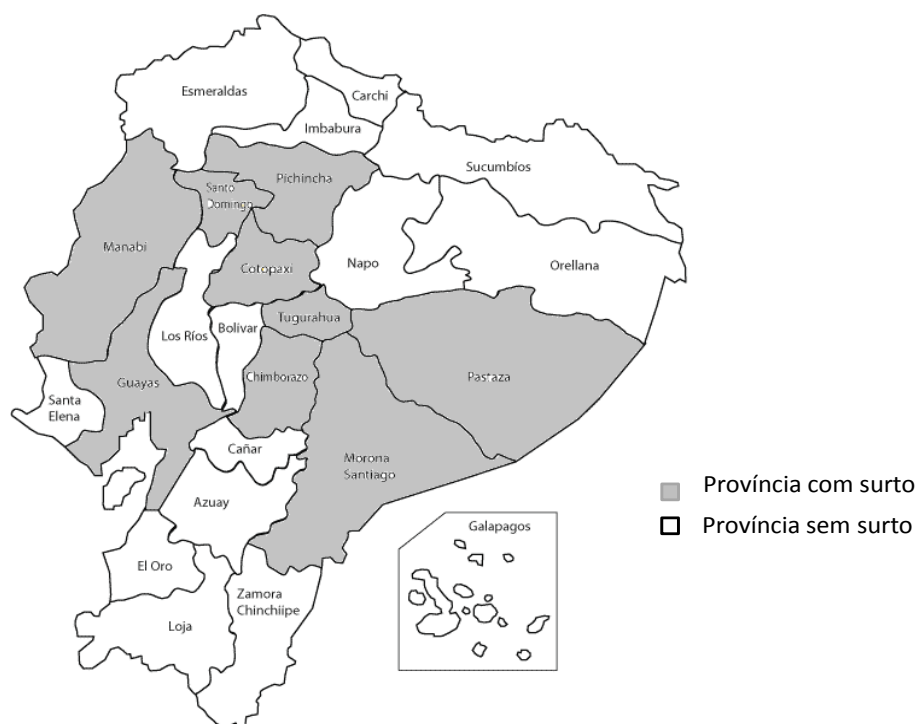 Esmeraldas
Carchi
Imbabura
Sucumbíos
Pichincha
Santo
Domingo
Manabi
Cotopaxi
Napo
Orellana
Tugurahua
Los Ríos
Bolívar
Pastaza
Chimborazo
Guayas
Santa
Elena
Cañar
Morona
Santiago
Azuay
Província com surto
Província sem surto
Galapagos
El Oro
Zamora
Chinchiipe
Loja